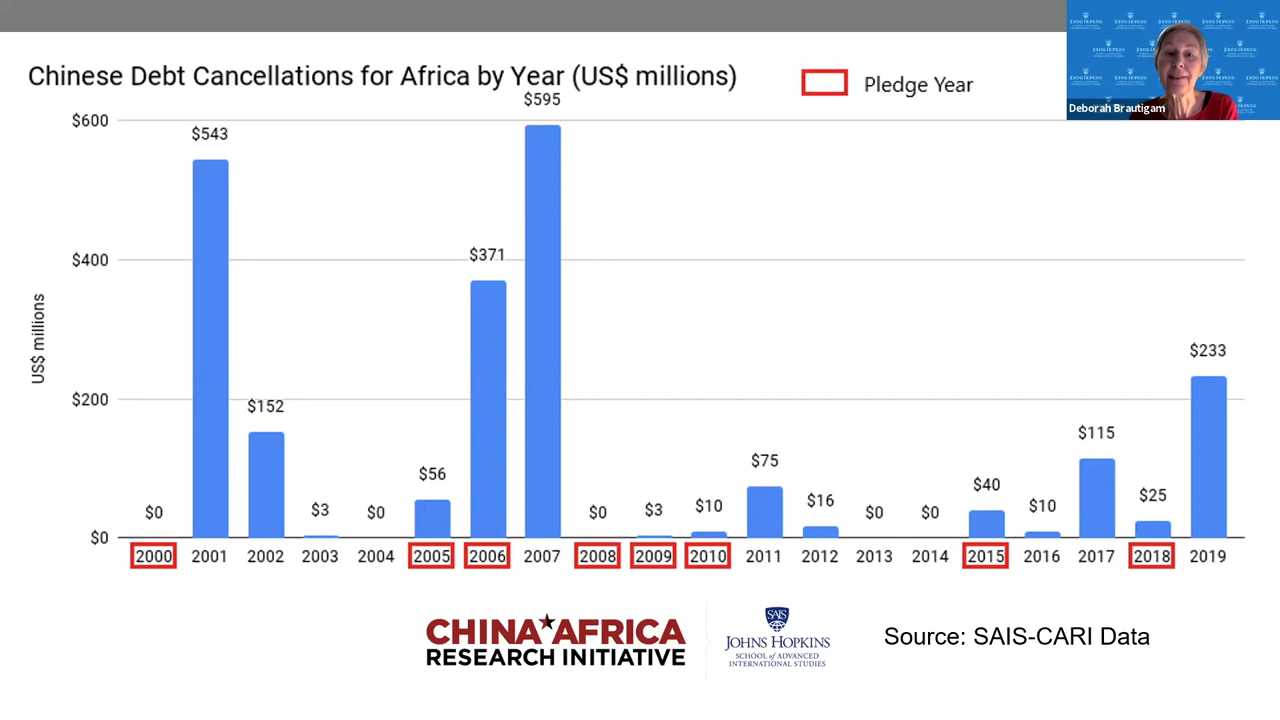 Chinese Debt Cancellations for Africa by Year (US$ millions)
Pledge Year
Deborah Brautigam
US$ millions
$600
$400
$200
$0
$0
$543
$152
$3
$0
$56
$371
$595
$0
$3
$10
$75
$16
$0
$0
$40
$10
$115
$25
$233
2000 2001 2002 2003 2004 2005 2006 2007 2008 2009 2010 2011 2012 2013 2014 2015 2016 2017 2018 2019
CHINA AFRICA
RESEARCH INITIATIVE
SAIS
JOHNS HOPKINS
SCHOOL of ADVANCED
INTERNATIONAL STUDIES
Source: SAIS-CARI Data